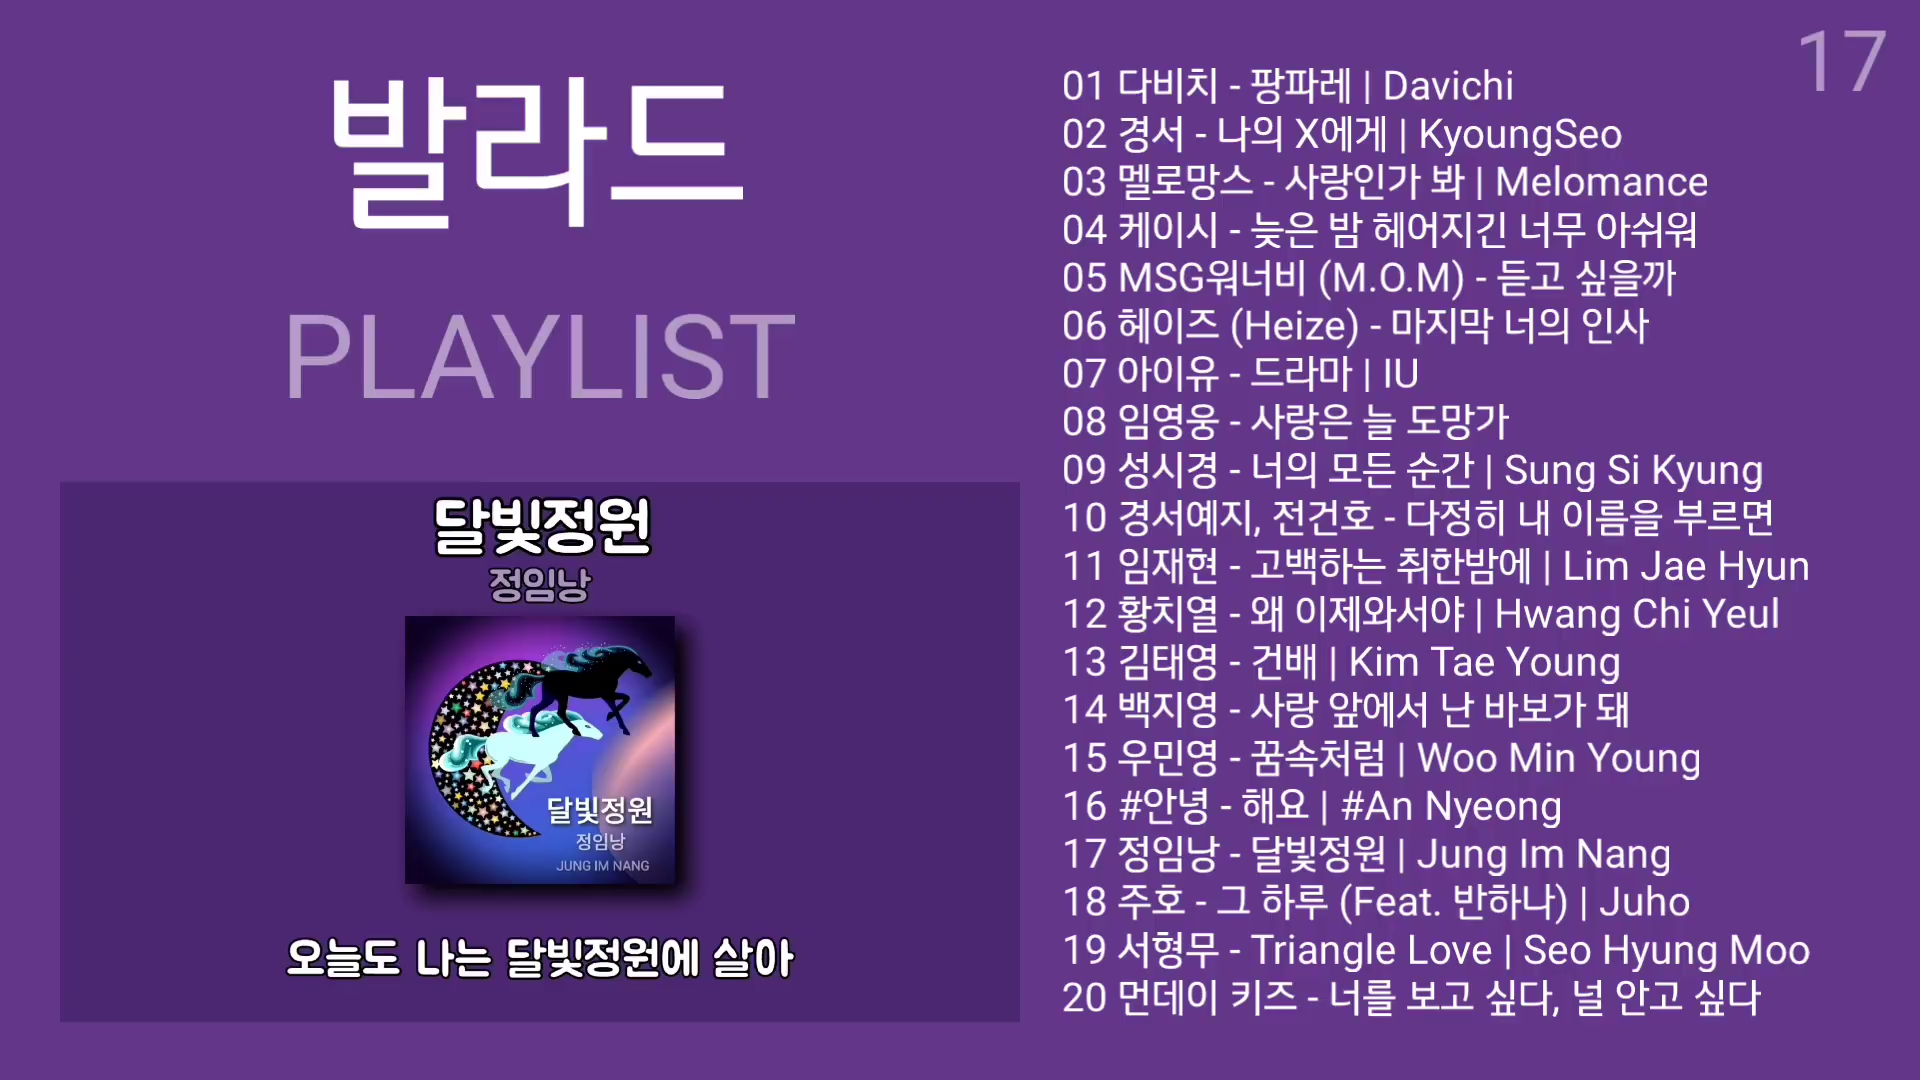 발라드
PLAYLIST
달빛정원
정임낭
달빛정원
정임낭
JUNG IM NANG
오늘도 나는 달빛정원에 살아
17
01 다비치 - 팡파레 | Davichi
02 경서 - 나의 X에게 | KyoungSeo
03 멜로망스 - 사랑인가 봐 | Melomance
04 케이시 - 늦은 밤 헤어지긴 너무 아쉬워
05 MSG워너비 (M.O.M) - 듣고 싶을까
06 헤이즈 (Heize) - 마지막 너의 인사
07 아이유 - 드라마 | IU
08 임영웅 - 사랑은 늘 도망가
09 성시경 - 너의 모든 순간 | Sung Si Kyung
10 경서예지, 전건호 - 다정히 내 이름을 부르면
11 임재현 - 고백하는 취한밤에 | Lim Jae Hyun
12 황치열 - 왜 이제와서야 | Hwang Chi Yeul
13 김태영 - 건배 | Kim Tae Young
14 백지영 - 사랑 앞에서 난 바보가 돼
15 우민영 - 꿈속처럼 | Woo Min Young
16 #안녕 - 해요 | #An Nyeong
17 정임낭 - 달빛정원 | Jung Im Nang
18 주호 - 그 하루 (Feat. 반하나) | Juho
19 서형무 - Triangle Love | Seo Hyung Moo
20 먼데이 키즈 - 너를 보고 싶다, 널 안고 싶다